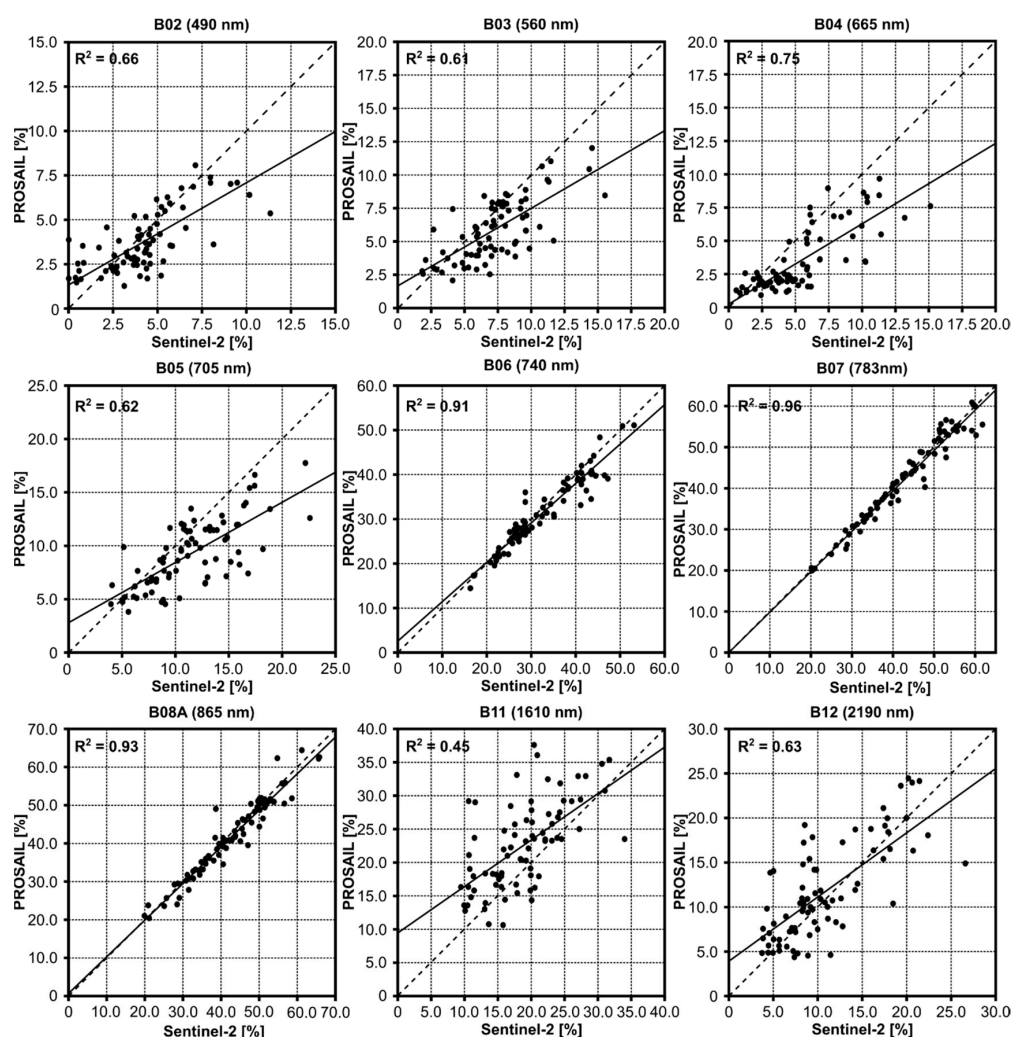 B02 (490 nm)
R² = 0.66
PROSAIL [%]
15.0
12.5
10.0
7.5
5.0
2.5
0
0 2.5 5.0 7.5 10.0 12.5 15.0
Sentinel-2 [%]
B03 (560 nm)
R² = 0.61
PROSAIL [%]
20.0
17.5
15.0
12.5
10.0
7.5
5.0
2.5
0
0 2.5 5.0 7.5 10.0 12.5 15.0 17.5 20.0
Sentinel-2 [%]
B04 (665 nm)
R² = 0.75
PROSAIL [%]
20.0
17.5
15.0
12.5
10.0
7.5
5.0
2.5
0
0 2.5 5.0 7.5 10.0 12.5 15.0 17.5 20.0
Sentinel-2 [%]
B05 (705 nm)
R² = 0.62
PROSAIL [%]
25.0
20.0
15.0
10.0
5.0
0
0 5.0 10.0 15.0 20.0 25.0
Sentinel-2 [%]
B06 (740 nm)
R² = 0.91
PROSAIL [%]
60.0
50.0
40.0
30.0
20.0
10.0
0
0 10.0 20.0 30.0 40.0 50.0 60.0
Sentinel-2 [%]
B07 (783nm)
R² = 0.96
PROSAIL [%]
60.0
50.0
40.0
30.0
20.0
10.0
0
0 10.0 20.0 30.0 40.0 50.0 60.0
Sentinel-2 [%]
B08A (865 nm)
R² = 0.93
PROSAIL [%]
70.0
60.0
50.0
40.0
30.0
20.0
10.0
0
0 10.0 20.0 30.0 40.0 50.0 60.0 70.0
Sentinel-2 [%]
B11 (1610 nm)
R² = 0.45
PROSAIL [%]
40.0
35.0
30.0
25.0
20.0
15.0
10.0
5.0
0
0 5.0 10.0 15.0 20.0 25.0 30.0 35.0 40.0
Sentinel-2 [%]
B12 (2190 nm)
R² = 0.63
PROSAIL [%]
30.0
25.0
20.0
15.0
10.0
5.0
0
0 5.0 10.0 15.0 20.0 25.0 30.0
Sentinel-2 [%]